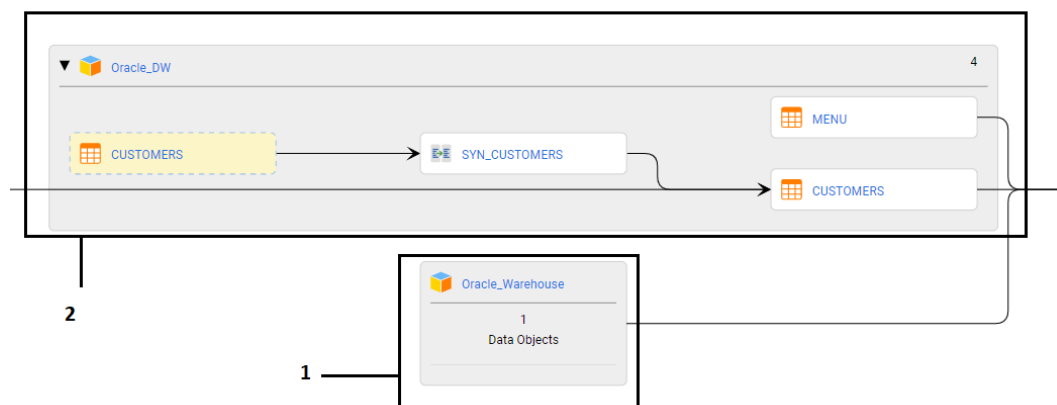 Oracle_DW
4
MENU
CUSTOMERS
SYN_CUSTOMERS
CUSTOMERS
2
Oracle_Warehouse
1
Data Objects
1